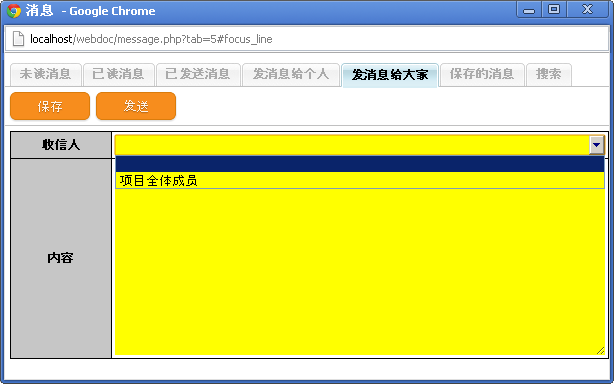 消息 - Google Chrome
localhost/webdoc/message.php?tab=5#focus_line
未读消息 已读消息 已发送消息 发消息给个人 发消息给大家 保存的消息 搜索
保存 发送
收信人
项目全体成员
内容